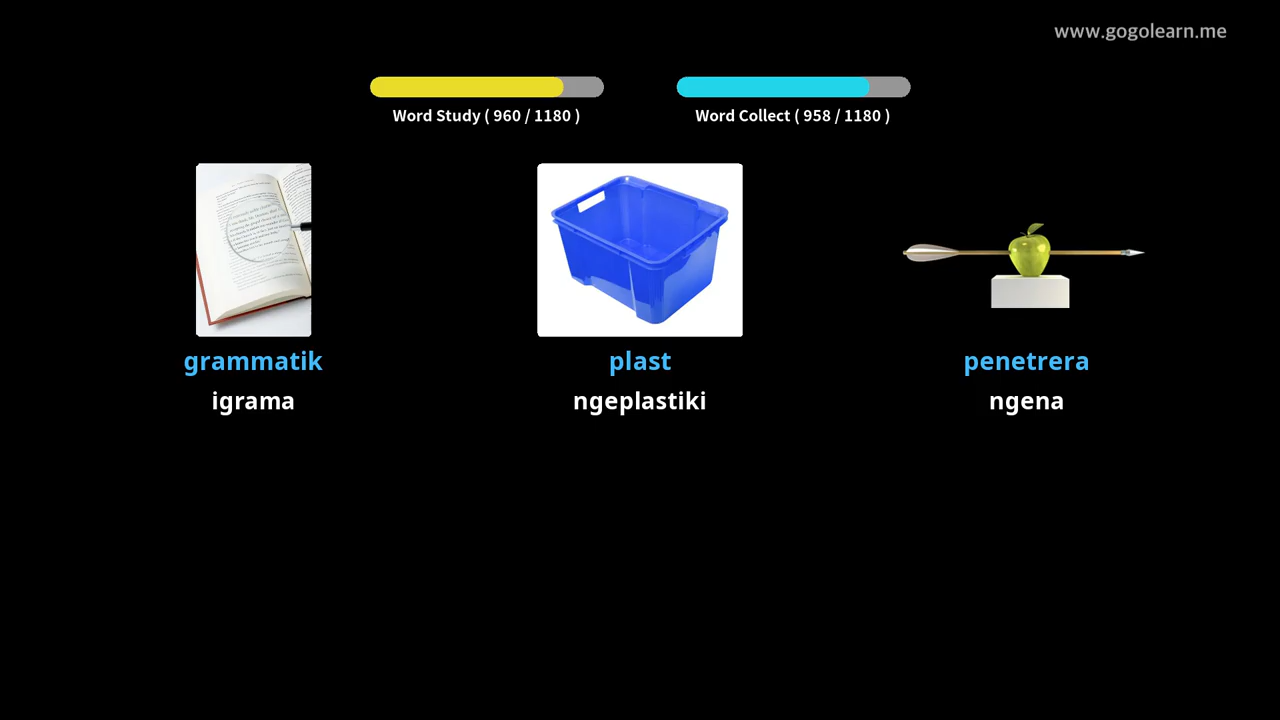 www.gogolearn.me
Word Study ( 960 / 1180 )
Word Collect ( 958 / 1180 )
grammatik
plast
penetrera
igrama
ngeplastiki
ngena